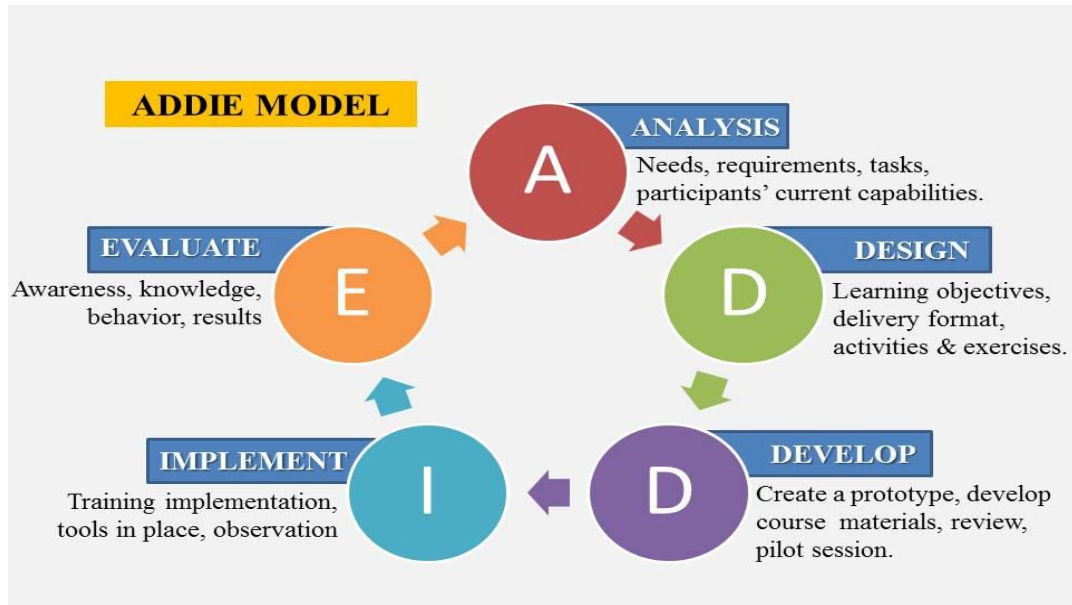 ADDIE MODEL
A
ANALYSIS
Needs, requirements, tasks,
participants’ current capabilities.
D
DESIGN
Learning objectives,
delivery format,
activities & exercises.
D
DEVELOP
Create a prototype, develop
course materials, review,
pilot session.
I
IMPLEMENT
Training implementation,
tools in place, observation
E
EVALUATE
Awareness, knowledge,
behavior, results